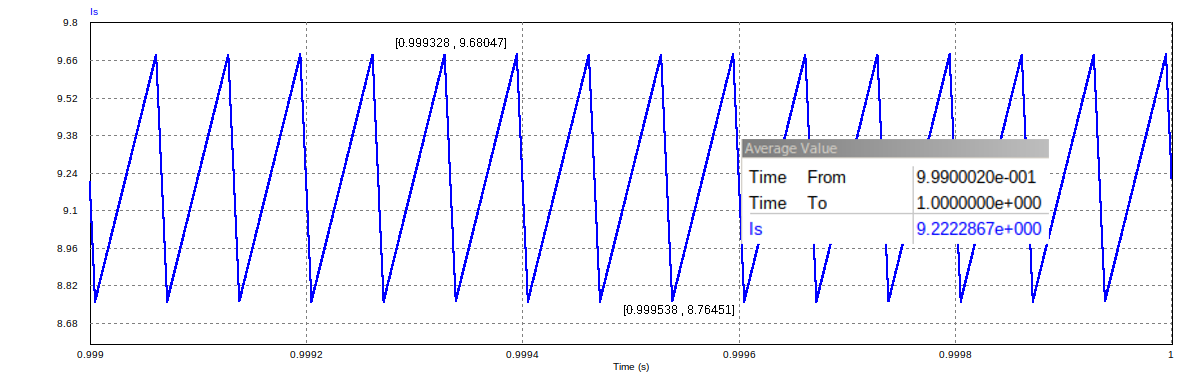 Is
9.8
[0.999328 , 9.68047]
9.66
9.52
9.38
Average Value
9.24
Time From 9.9900020e-001
Time To 1.0000000e+000
9.1
Is 9.2222867e+000
8.96
8.82
[0.999538 , 8.76451]
8.68
0.999 0.9992 0.9994 0.9996 0.9998 1
Time (s)